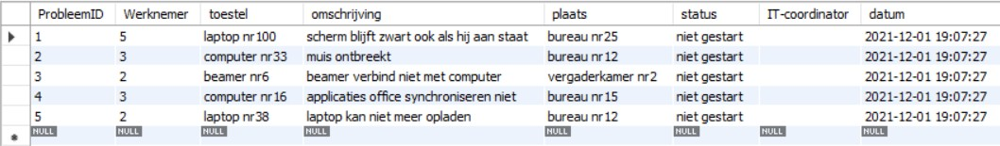 ProbleemID Werknemer toestel omschrijving plaats status IT-coordinator datum
1 5 laptop nr100 scherm blijft zwart ook als hij aan staat bureau nr25 niet gestart 2021-12-01 19:07:27
2 3 computer nr33 muis ontbreekt bureau nr12 niet gestart 2021-12-01 19:07:27
3 2 beamer nr6 beamer verbind niet met computer vergaderkamer nr2 niet gestart 2021-12-01 19:07:27
4 3 computer nr16 applicaties office synchroniseren niet bureau nr15 niet gestart 2021-12-01 19:07:27
5 2 laptop nr38 laptop kan niet meer opladen bureau nr12 niet gestart 2021-12-01 19:07:27
NULL NULL NULL NULL NULL NULL NULL NULL